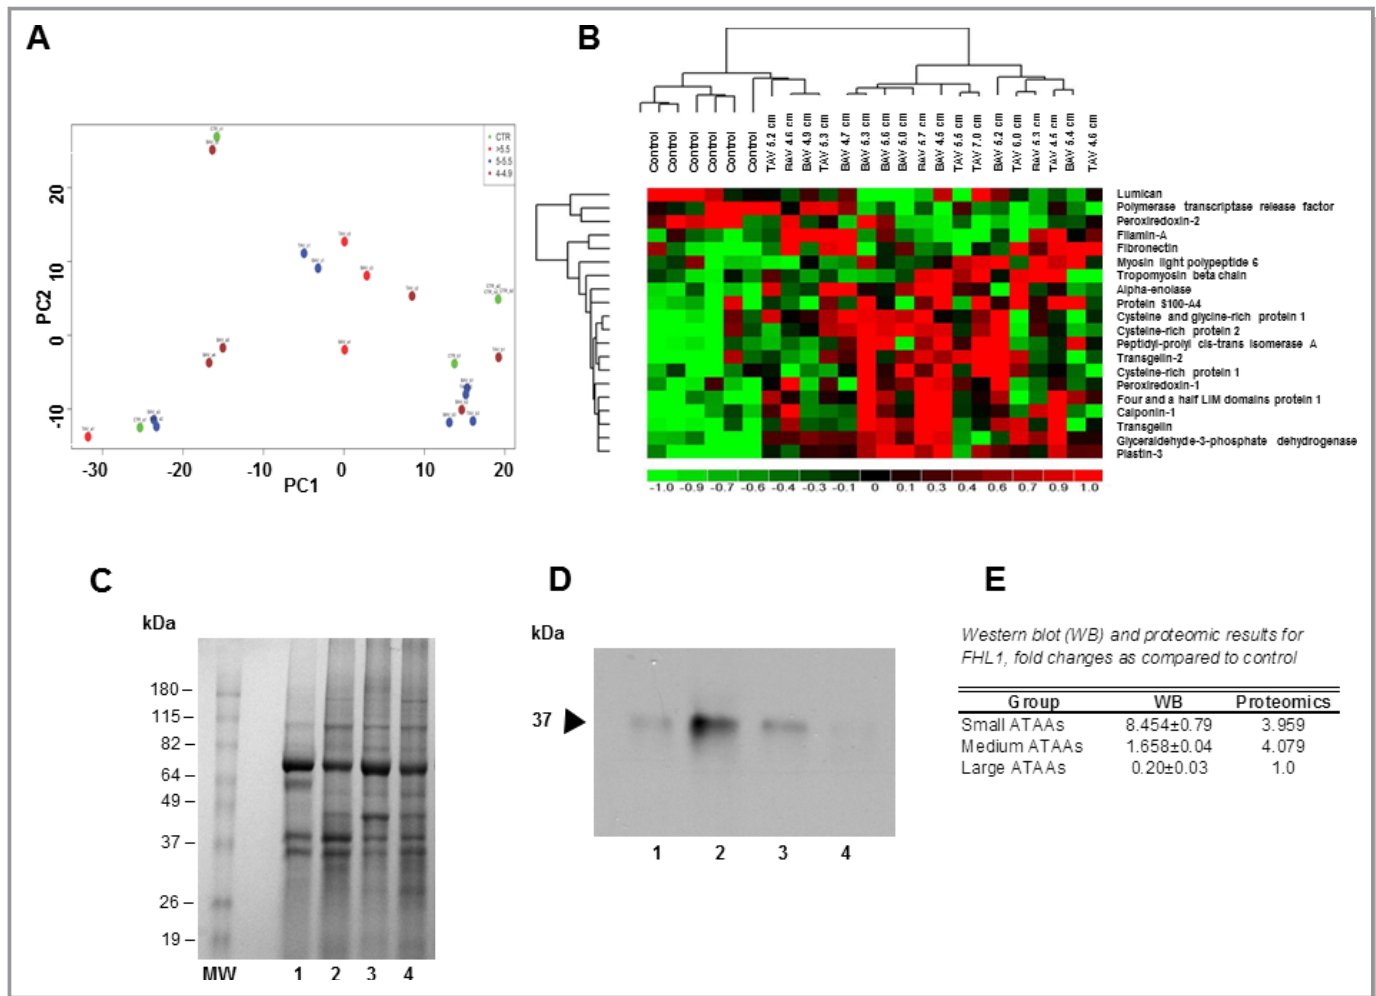 A
B
CTR
>5.5
5-5.5
4-4.9
PC2
20
10
0
-10
-30
-20
-10
0
10
20
PC1
Control
Control
Control
Control
Control
Control
TAV 5.2 cm
BAV 4.6 cm
BAV 4.9 cm
TAV 5.3 cm
BAV 4.7 cm
BAV 5.3 cm
BAV 5.6 cm
BAV 5.0 cm
BAV 5.7 cm
BAV 4.5 cm
TAV 5.5 cm
TAV 7.0 cm
BAV 5.2 cm
TAV 6.0 cm
BAV 5.3 cm
TAV 4.5 cm
BAV 5.4 cm
TAV 4.6 cm
Lumican
Polymerase transcriptase release factor
Peroxiredoxin-2
Filamin-A
Fibronectin
Myosin light polypeptide 6
Tropomyosin beta chain
Alpha-enolase
Protein S100-A4
Cysteine and glycine-rich protein 1
Cysteine-rich protein 2
Peptidyl-prolyl cis-trans isomerase A
Transgelin-2
Cysteine-rich protein 1
Peroxiredoxin-1
Four and a half LIM domains protein 1
Calponin-1
Transgelin
Glyceraldehyde-3-phosphate dehydrogenase
Plastin-3
-1.0 -0.9 -0.7 -0.6 -0.4 -0.3 -0.1 0 0.1 0.3 0.4 0.6 0.7 0.9 1.0
C
kDa
180
115
82
64
49
37
26
19
MW 1 2 3 4
D
kDa
37
1 2 3 4
E
Western blot (WB) and proteomic results for
FHL1, fold changes as compared to control
Group WB Proteomics
Small ATAAs 8.454±0.79 3.959
Medium ATAAs 1.658±0.04 4.079
Large ATAAs 0.20±0.03 1.0